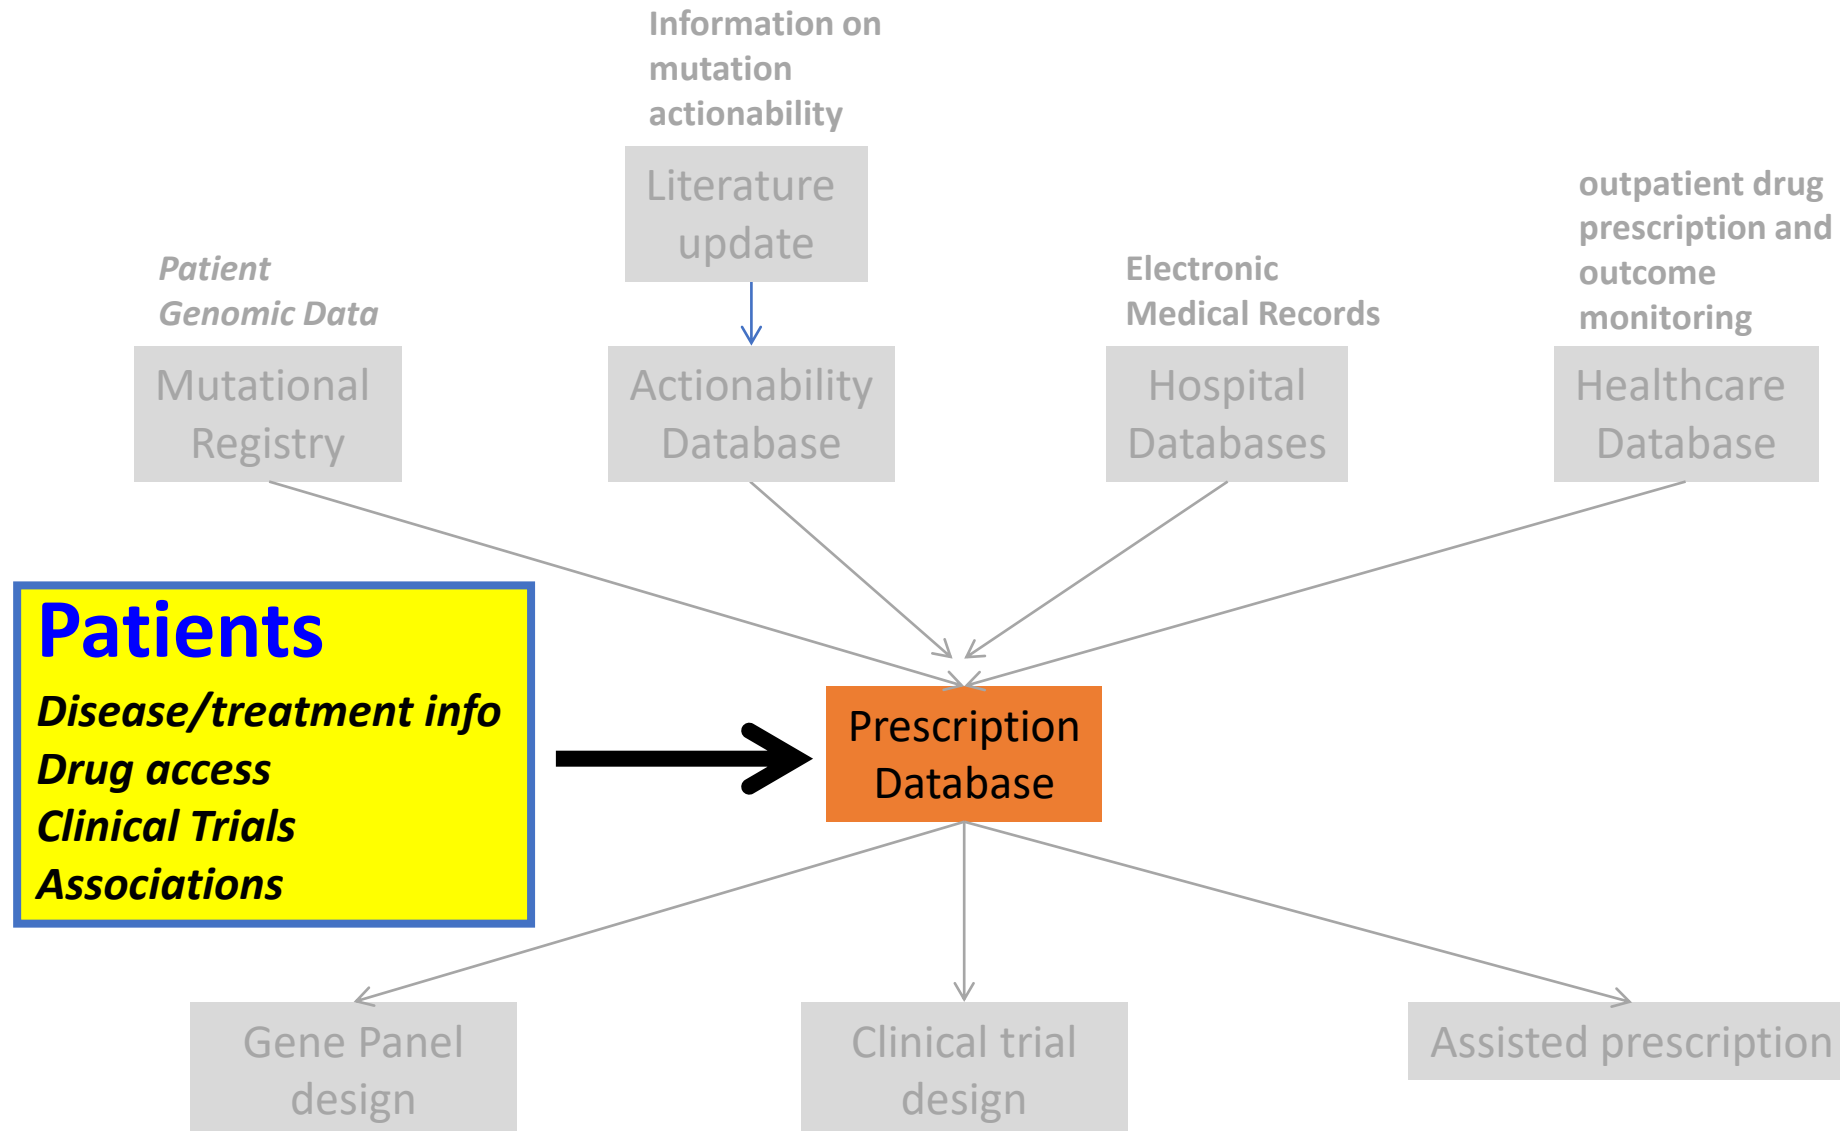 Information on
mutation
actionability
Literature
update
Patient
Genomic Data
Electronic
Medical Records
outpatient drug
prescription and
outcome
monitoring
Mutational
Registry
Actionability
Database
Hospital
Databases
Healthcare
Database
Patients
Disease/treatment info
Drug access
Clinical Trials
Associations
Prescription
Database
Gene Panel
design
Clinical trial
design
Assisted prescription